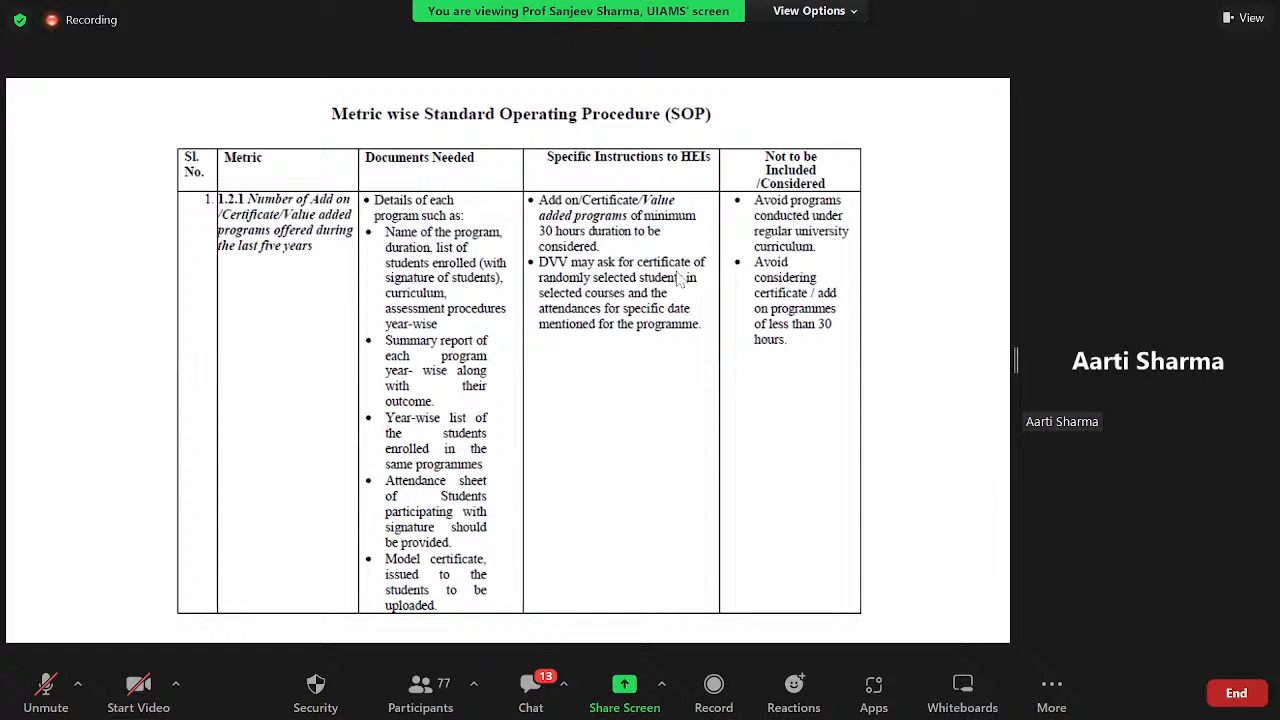 You are viewing Prof Sanjeev Sharma, UIAMS' screen
View Options
Recording
View
Metric wise Standard Operating Procedure (SOP)
Sl. No.
Metric
Documents Needed
Specific Instructions to HEIs
Not to be
Included
/Considered
1.
1.2.1 Number of Add on
/Certificate/Value added
programs offered during
the last five years
• Details of each
program such as:
• Name of the program,
duration, list of
students enrolled (with
signature of students),
curriculum,
assessment procedures
year-wise
• Summary report of
each program
year- wise along
with their
outcome.
• Year-wise list of
the students
enrolled in the
same programmes
• Attendance sheet
of Students
participating with
signature should
be provided.
• Model certificate,
issued to the
students to be
uploaded.
• Add on/Certificate/Value
added programs of minimum
30 hours duration to be
considered.
• DVV may ask for certificate of
randomly selected students in
selected courses and the
attendances for specific date
mentioned for the programme.
• Avoid programs
conducted under
regular university
curriculum.
• Avoid
considering
certificate / add
on programmes
of less than 30
hours.
Aarti Sharma
Aarti Sharma
Unmute
Start Video
Security
77
Participants
13
Chat
Share Screen
Record
Reactions
Apps
Whiteboards
More
End